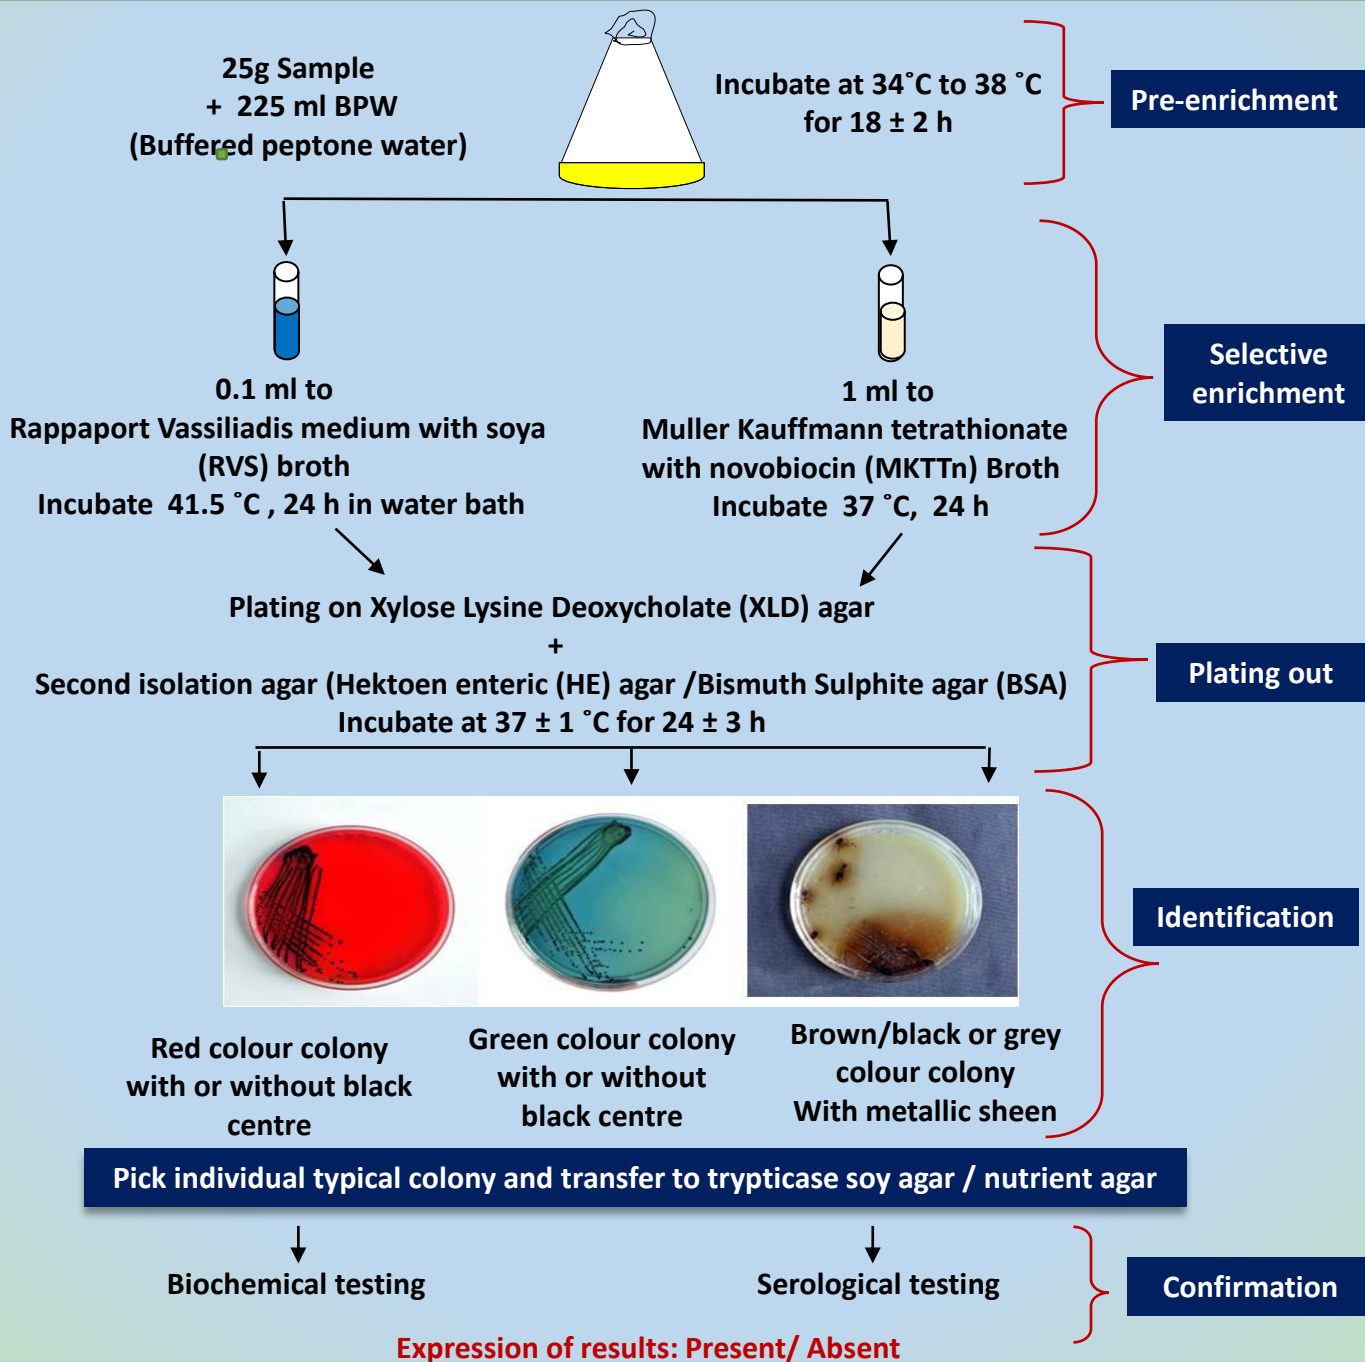 25g Sample
+ 225 ml BPW
(Buffered peptone water)
Incubate at 34˚C to 38 ˚C
for 18 ± 2 h
Pre-enrichment
0.1 ml to
Rappaport Vassiliadis medium with soya
(RVS) broth
Incubate 41.5 ˚C , 24 h in water bath
1 ml to
Muller Kauffmann tetrathionate
with novobiocin (MKTTn) Broth
Incubate 37 ˚C, 24 h
Selective
enrichment
Plating on Xylose Lysine Deoxycholate (XLD) agar
+
Second isolation agar (Hektoen enteric (HE) agar /Bismuth Sulphite agar (BSA)
Incubate at 37 ± 1 ˚C for 24 ± 3 h
Plating out
Identification
Red colour colony
with or without black
centre
Green colour colony
with or without
black centre
Brown/black or grey
colour colony
With metallic sheen
Pick individual typical colony and transfer to trypticase soy agar / nutrient agar
Biochemical testing
Serological testing
Confirmation
Expression of results: Present/ Absent